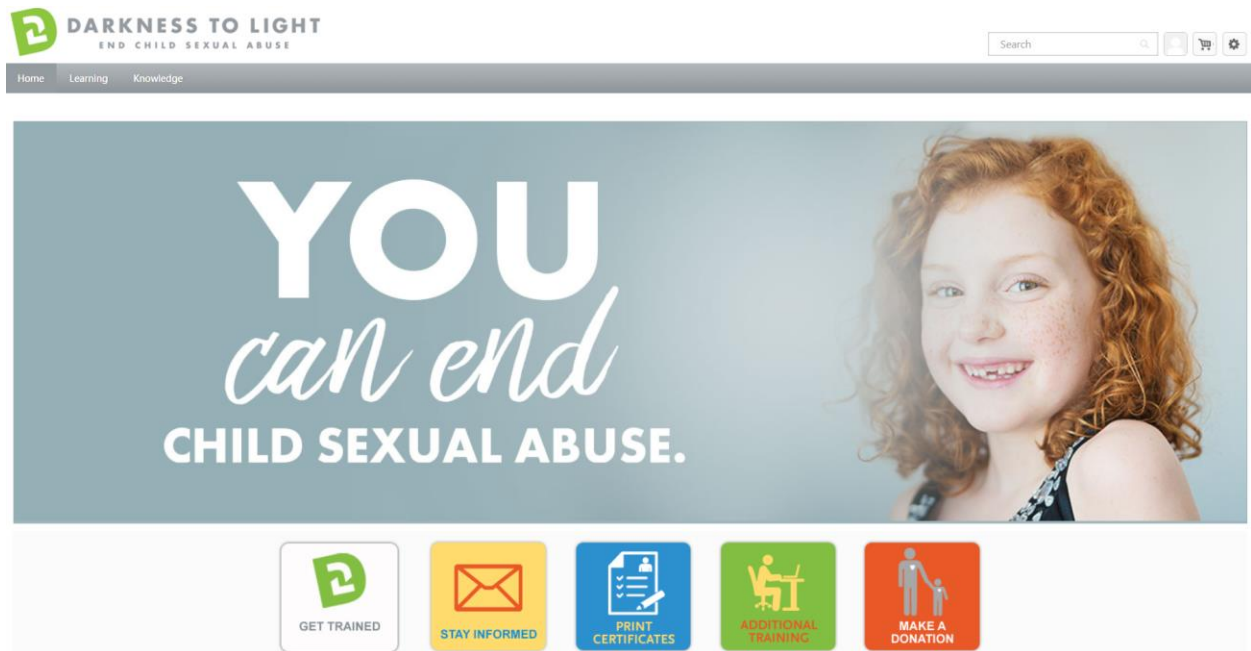 DARKNESS TO LIGHT
END CHILD SEXUAL ABUSE
Search
Home Learning Knowledge
YOU
can end
CHILD SEXUAL ABUSE.
GET TRAINED
STAY INFORMED
PRINT
CERTIFICATES
ADDITIONAL
TRAINING
MAKE A
DONATION